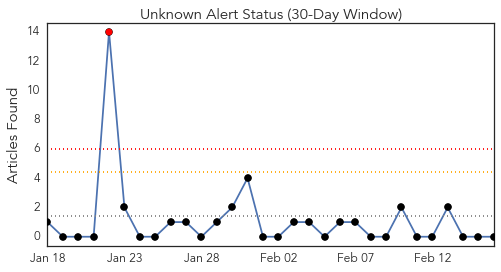 Unknown Alert Status (30-Day Window)
Articles Found
14
12
10
8
6
4
2
0
Jan 18 Jan 23 Jan 28 Feb 02 Feb 07 Feb 12